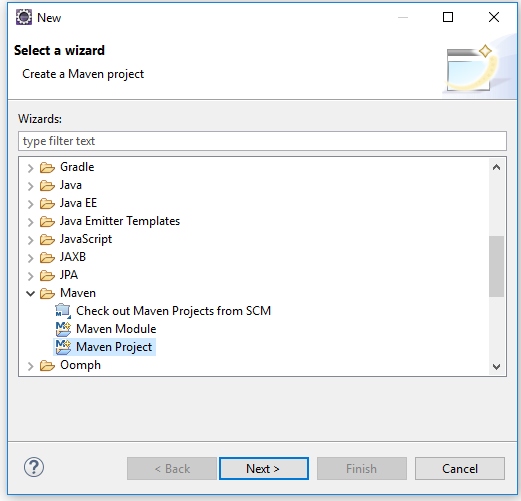 New
Select a wizard
Create a Maven project
Wizards:
type filter text
Gradle
Java
Java EE
Java Emitter Templates
JavaScript
JAXB
JPA
Maven
Check out Maven Projects from SCM
Maven Module
Maven Project
Oomph
? < Back Next > Finish Cancel